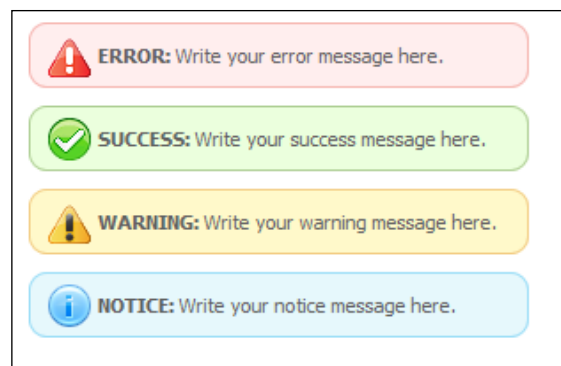 ERROR: Write your error message here.
SUCCESS: Write your success message here.
WARNING: Write your warning message here.
NOTICE: Write your notice message here.